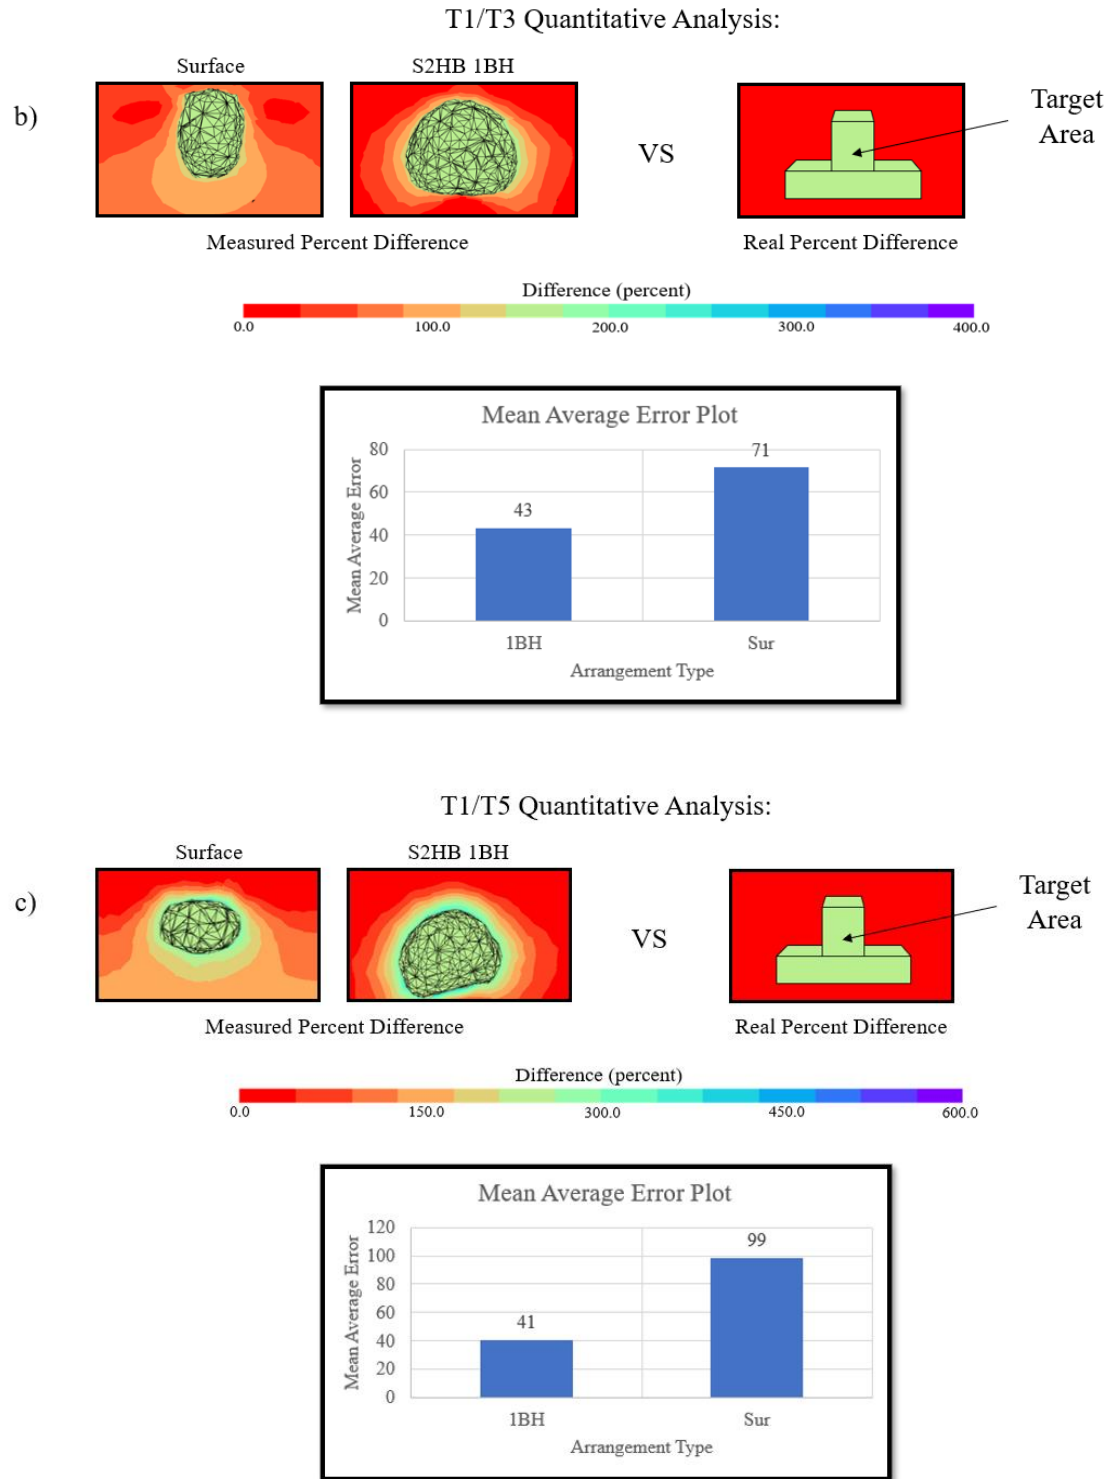 T1/T3 Quantitative Analysis:
Surface
S2HB 1BH
b)
VS
Target
Area
Measured Percent Difference
Real Percent Difference
Difference (percent)
0.0 100.0 200.0 300.0 400.0
Mean Average Error Plot
Mean Average Error
80
60
40
20
0
43
71
1BH
Sur
Arrangement Type
T1/T5 Quantitative Analysis:
Surface
S2HB 1BH
c)
VS
Target
Area
Measured Percent Difference
Real Percent Difference
Difference (percent)
0.0 150.0 300.0 450.0 600.0
Mean Average Error Plot
Mean Average Error
120
100
80
60
40
20
0
41
99
1BH
Sur
Arrangement Type